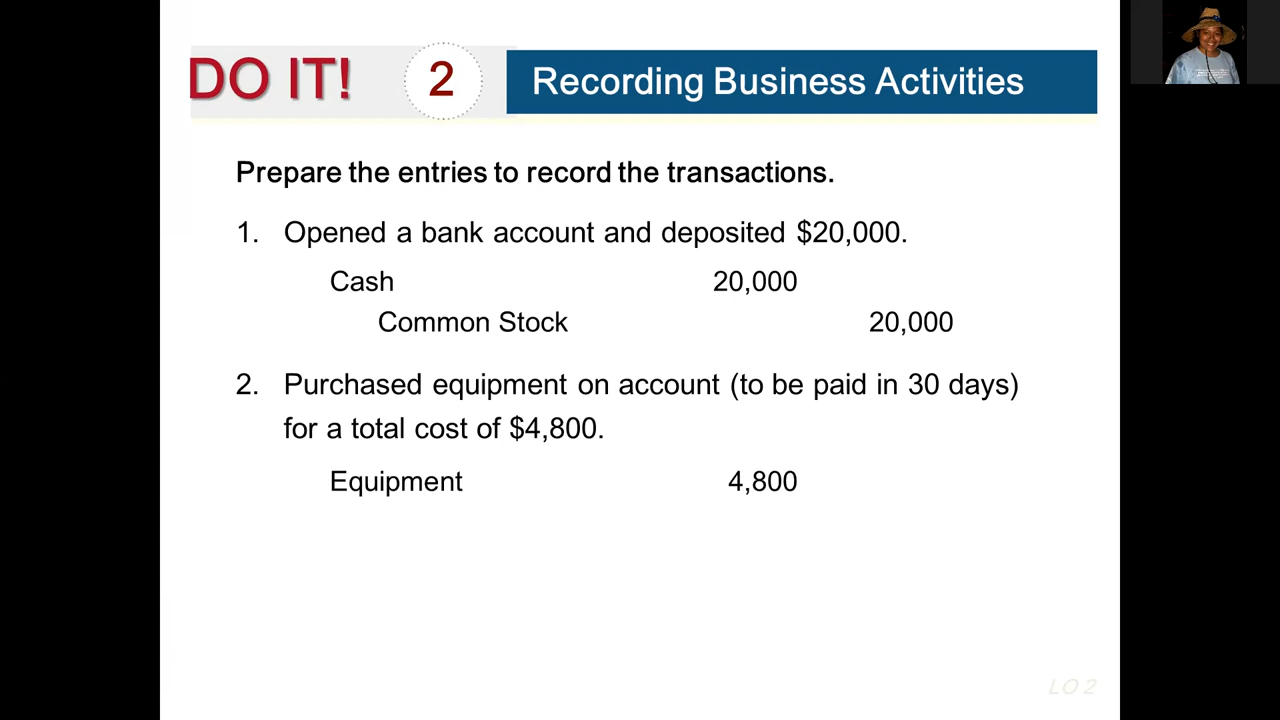 DO IT! 2 Recording Business Activities
Prepare the entries to record the transactions.
1. Opened a bank account and deposited $20,000.
Cash 20,000
Common Stock 20,000
2. Purchased equipment on account (to be paid in 30 days)
for a total cost of $4,800.
Equipment 4,800
LO 2